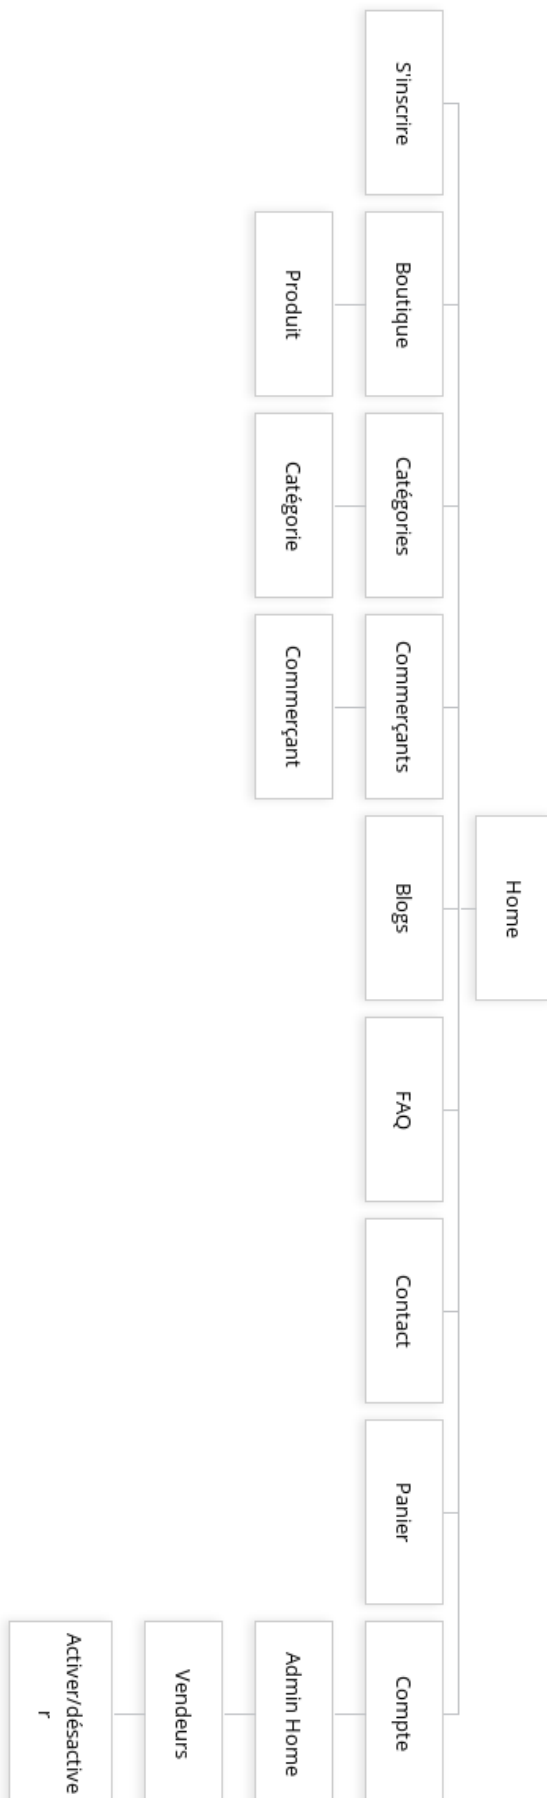 Home
S'inscrire
Boutique
Catégories
Commerçants
Blogs
FAQ
Contact
Panier
Compte
Produit
Catégorie
Commerçant
Admin Home
Vendeurs
Activer/désactive
r